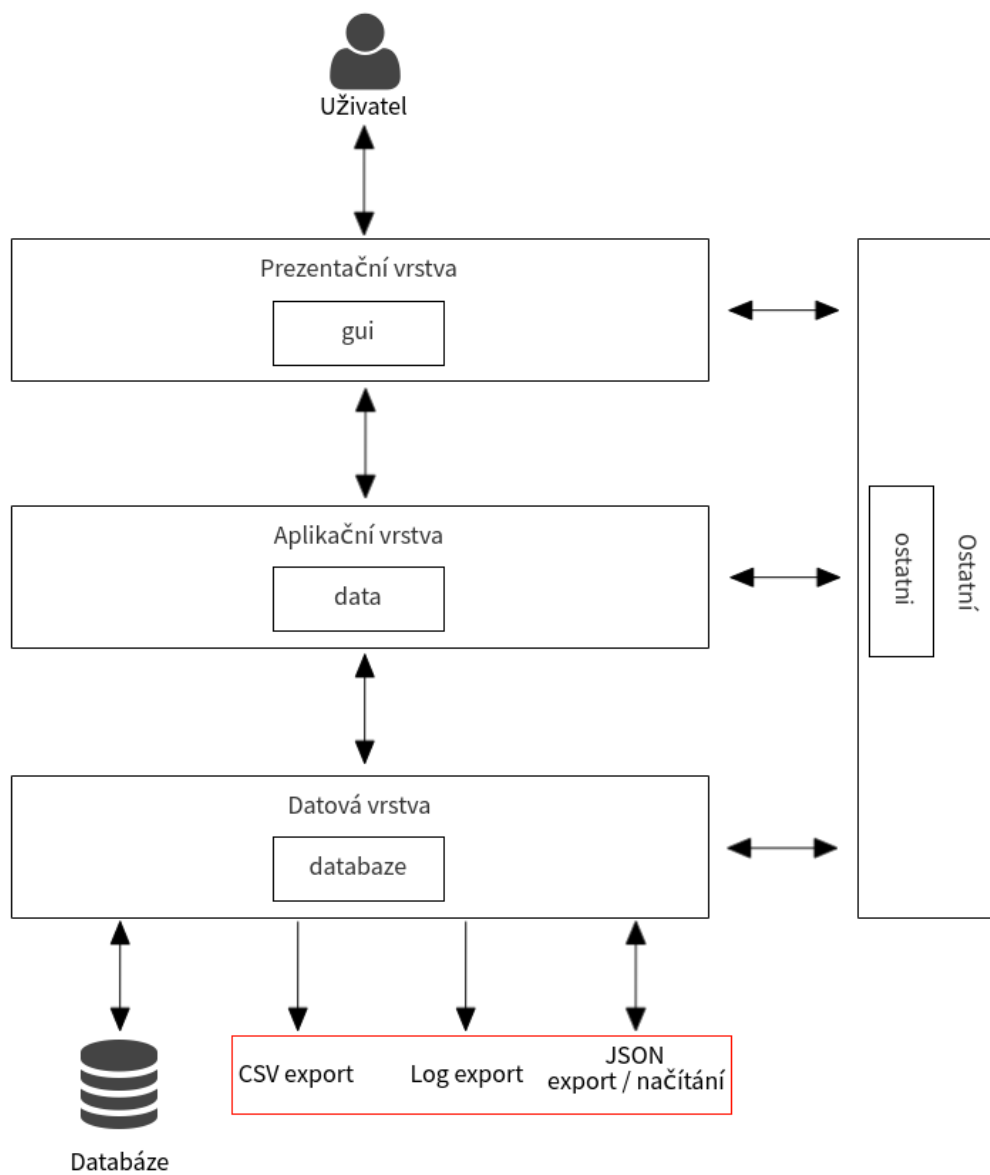 Uživatel
Prezentační vrstva
gui
Aplikační vrstva
data
ostatni
Ostatní
Datová vrstva
databaze
CSV export
Log export
JSON
export / načítání
Databáze